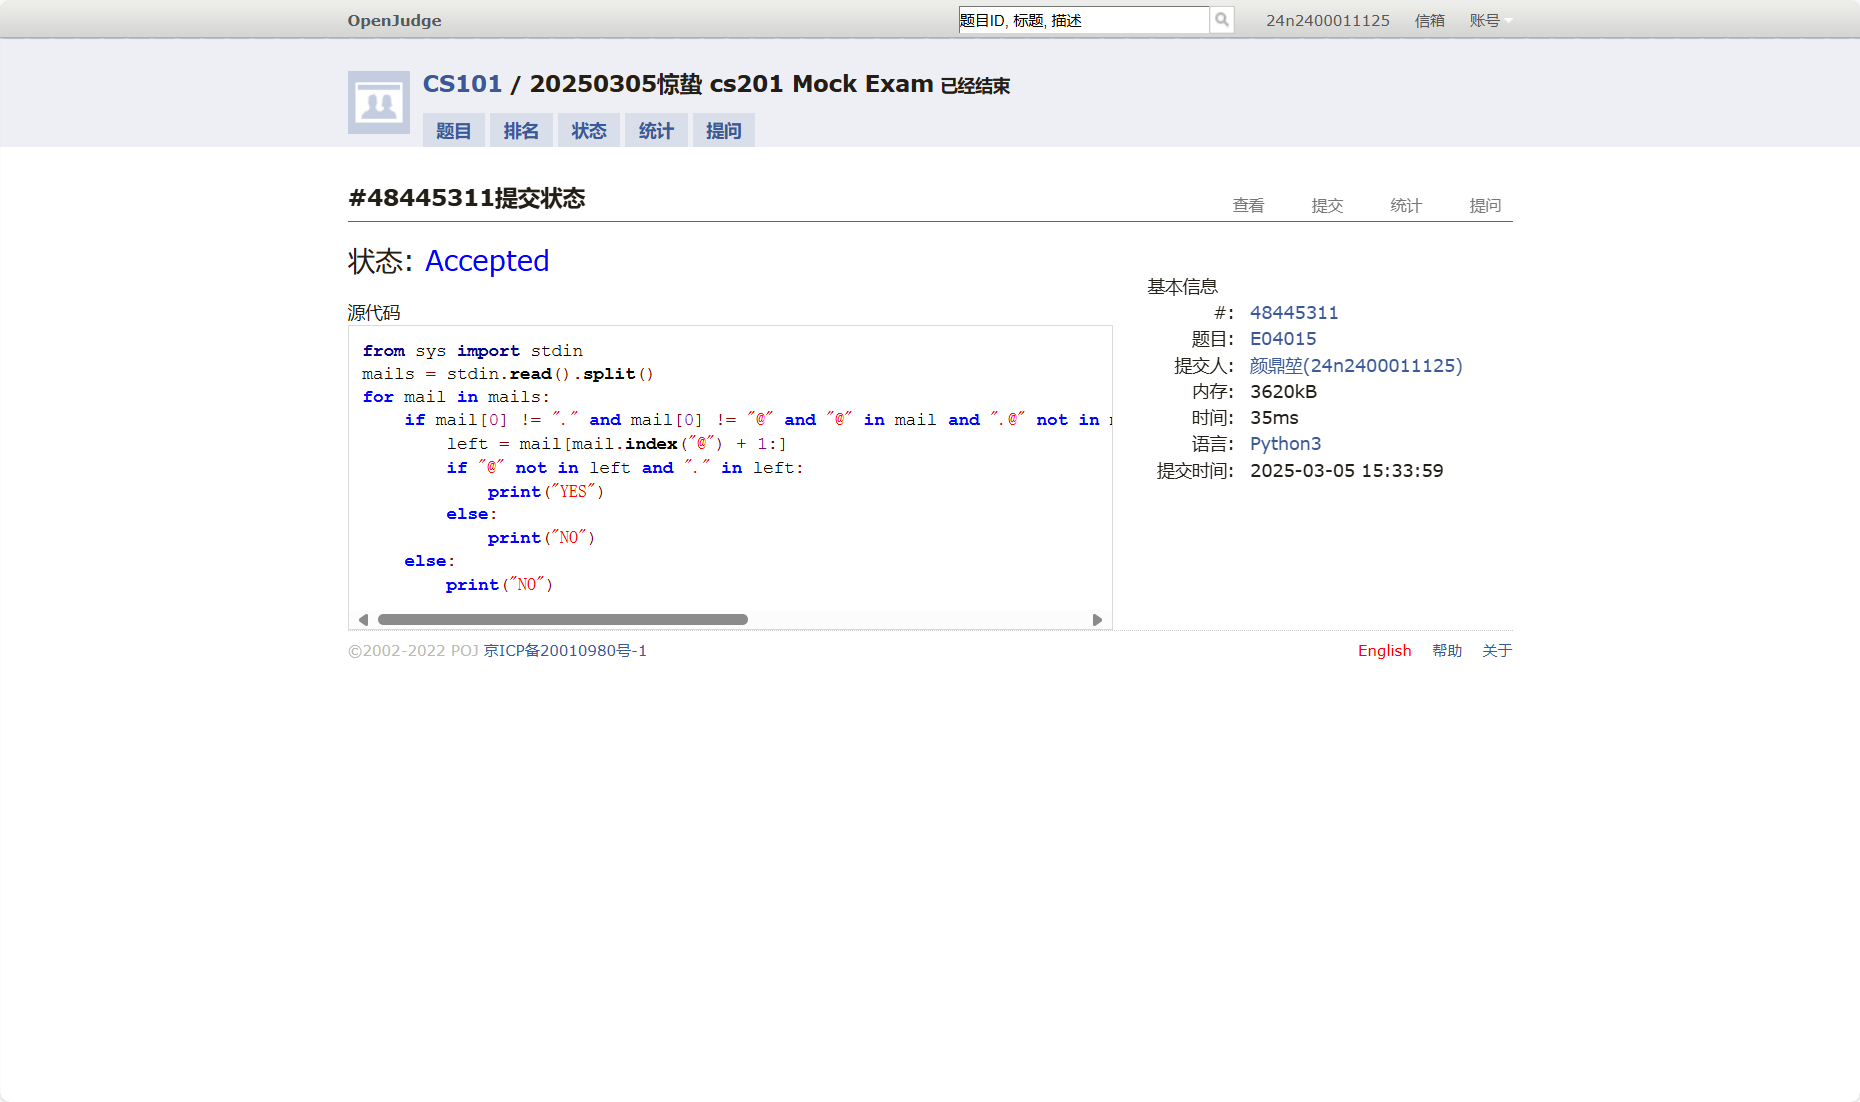 OpenJudge
题目ID, 标题, 描述
24n2400011125 信箱 账号
CS101 / 20250305惊蛰 cs201 Mock Exam 已经结束
题目 排名 状态 统计 提问
#48445311提交状态
查看 提交 统计 提问
状态: Accepted
基本信息
#: 48445311
题目: E04015
提交人: 颜鼎堃(24n2400011125)
内存: 3620kB
时间: 35ms
语言: Python3
提交时间: 2025-03-05 15:33:59
源代码
from sys import stdin
mails = stdin.read().split()
for mail in mails:
    if mail[0] != "." and mail[0] != "@" and "@" in mail and ".@" not in
        left = mail[mail.index("@") + 1:]
        if "@" not in left and "." in left:
            print("YES")
        else:
            print("NO")
    else:
        print("NO")
©2002-2022 POJ 京ICP备20010980号-1
English 帮助 关于